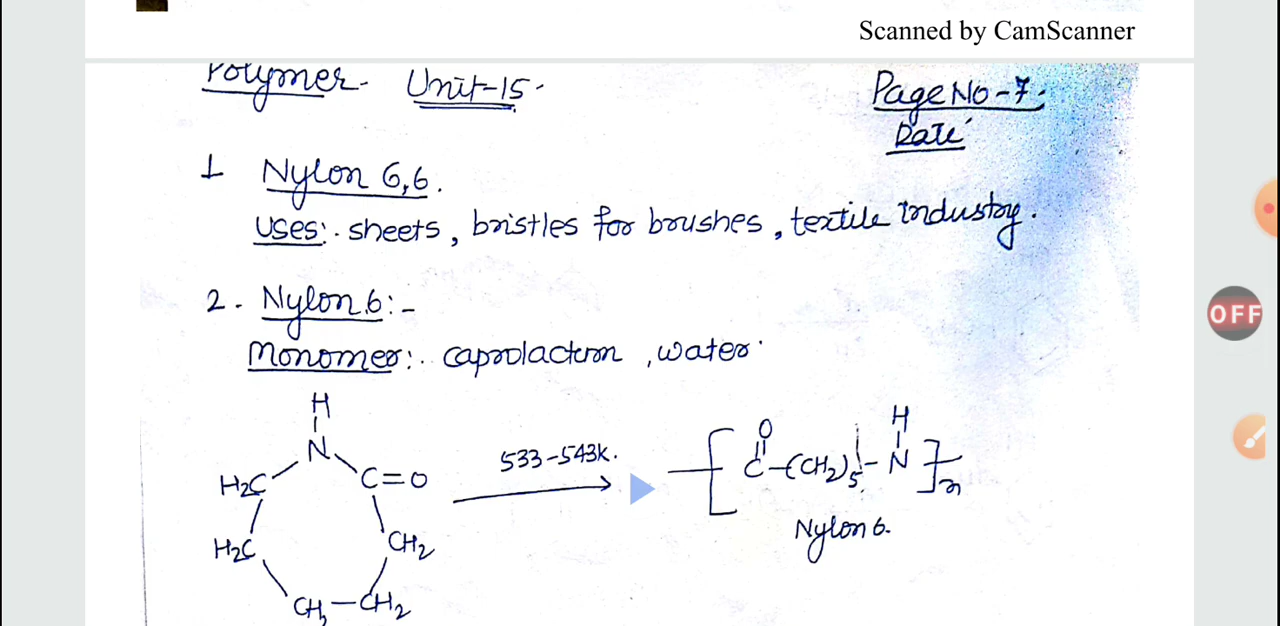 Scanned by CamScanner
Polymer- Unit-15-
Page No-7.
Date
1 Nylon 6,6.
Uses:. sheets, bristles for brushes, textile industry.
2. Nylon.6:-
Monomer:. caprolactum, water.
H
N
H2C
C=O
H2C
CH2
CH2-CH2
533-543K.
O
H
[C-(CH2)5-N]n
Nylon 6.
OFF